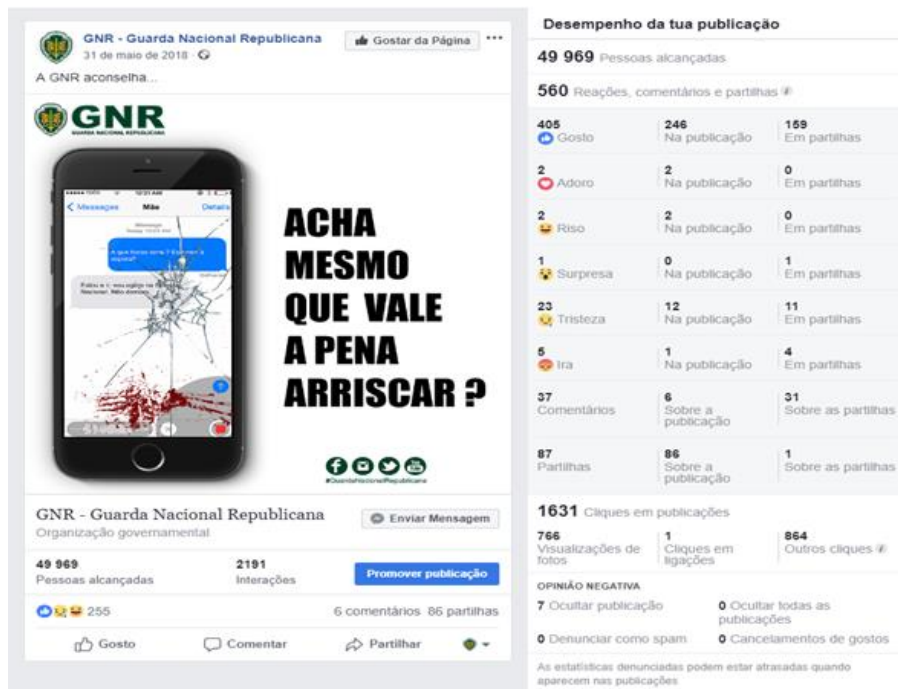 GNR - Guarda Nacional Republicana
Gostar da Página
31 de maio de 2018
A GNR aconselha...
GNR
GUARDA NACIONAL REPUBLICANA
Messages
Mãe
Details
ACHA
MESMO
QUE VALE
A PENA
ARRISCAR ?
#GuardaNacionalRepublicana
GNR - Guarda Nacional Republicana
Enviar Mensagem
Organização governamental
49 969
2191
Pessoas alcançadas
Interações
Promover publicação
255
6 comentários 86 partilhas
Gosto
Comentar
Partilhar
Desempenho da tua publicação
49 969 Pessoas alcançadas
560 Reações, comentários e partilhas
405 246 159
Gosto Na publicação Em partilhas
2 2 0
Adoro Na publicação Em partilhas
2 2 0
Riso Na publicação Em partilhas
1 0 1
Surpresa Na publicação Em partilhas
23 12 11
Tristeza Na publicação Em partilhas
5 1 4
Ira Na publicação Em partilhas
37 6 31
Comentários Sobre a Sobre as partilhas
publicação
87 86 1
Partilhas Sobre a Sobre as partilhas
publicação
1631 Cliques em publicações
766 1 864
Visualizações de Cliques em Outros cliques
fotos ligações
OPINIÃO NEGATIVA
7 Ocultar publicação 0 Ocultar todas as
publicações
0 Denunciar como spam 0 Cancelamentos de gostos
As estatísticas denunciadas podem estar atrasadas quando
aparecem nas publicações